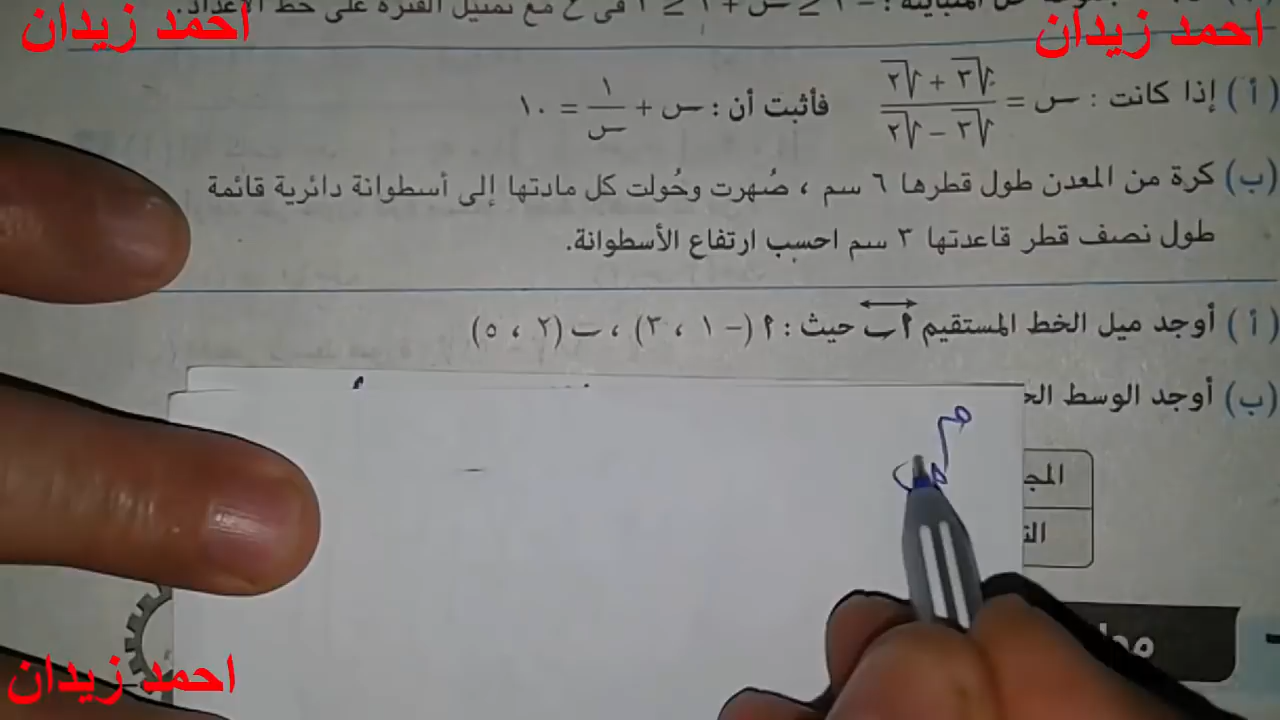 احمد زيدان
احمد زيدان
(أ) إذا كانت : س = (√٣ + √٢) / (√٣ − √٢) فأثبت أن : س + ١/س = ١٠
(ب) كرة من المعدن طول قطرها ٦ سم ، صُهرت وحُولت كل مادتها إلى أسطوانة دائرية قائمة
طول نصف قطر قاعدتها ٣ سم احسب ارتفاع الأسطوانة.
(أ) أوجد ميل الخط المستقيم أب حيث : أ (− ١ ، ٣) ، ب (٢ ، ٥)
(ب) أوجد الوسط
احمد زيدان